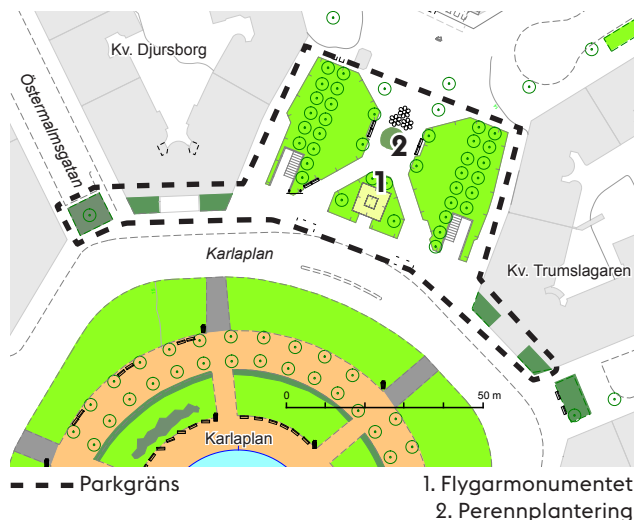 Kv. Djursborg
Östermalmsgatan
2
1
Karlaplan
Kv. Trumslagaren
0
50 m
Karlaplan
Parkgräns
1. Flygarmonumentet
2. Perennplantering